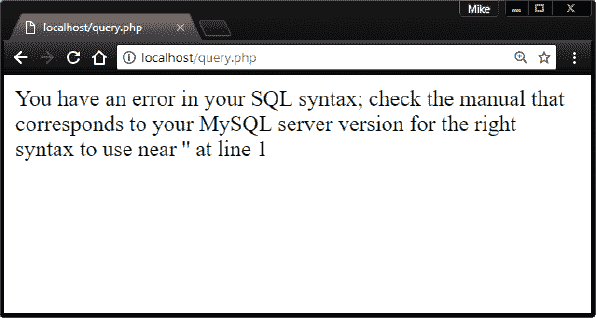 Mike
localhost/query.php
localhost/query.php
You have an error in your SQL syntax; check the manual that
corresponds to your MySQL server version for the right
syntax to use near '' at line 1